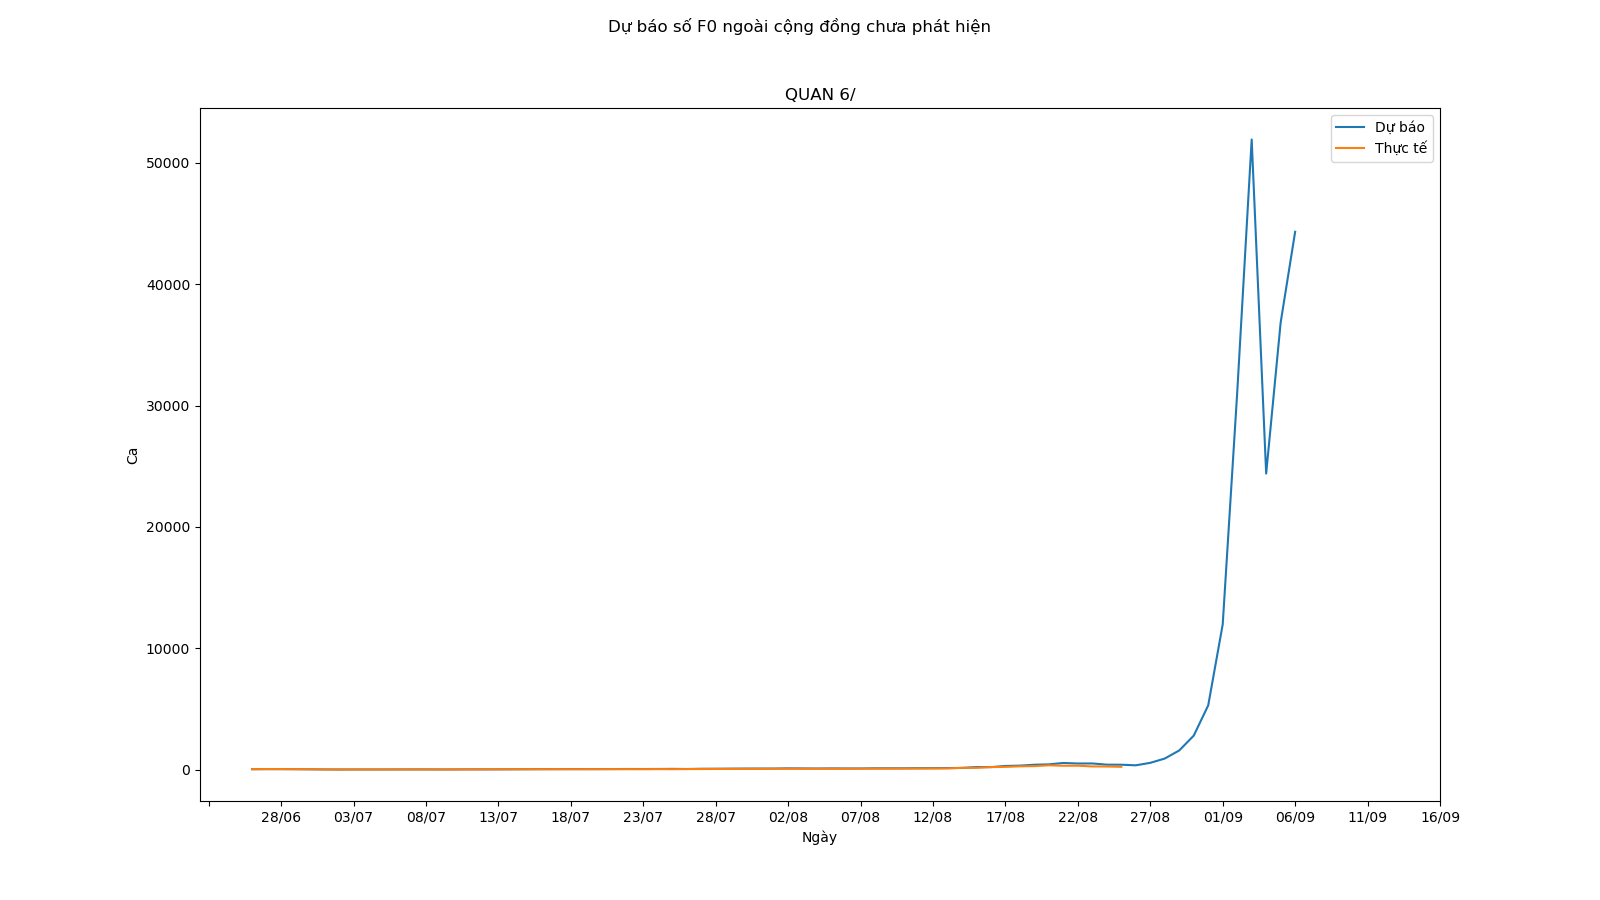 Dự báo số F0 ngoài cộng đồng chưa phát hiện
QUAN 6/
Dự báo
Thực tế
50000
40000
30000
20000
10000
0
Ca
28/06 03/07 08/07 13/07 18/07 23/07 28/07 02/08 07/08 12/08 17/08 22/08 27/08 01/09 06/09 11/09 16/09
Ngày